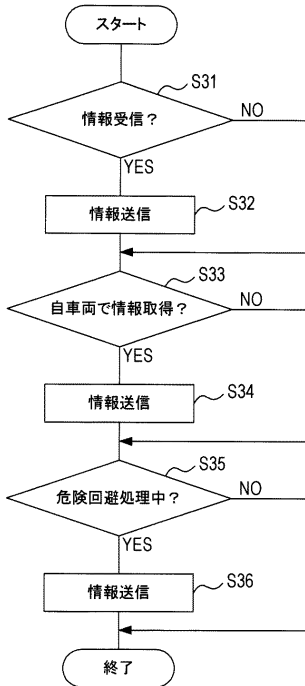 スタート
S31
情報受信？
NO
YES
情報送信
S32
S33
自車両で情報取得？
NO
YES
情報送信
S34
S35
危険回避処理中？
NO
YES
情報送信
S36
終了